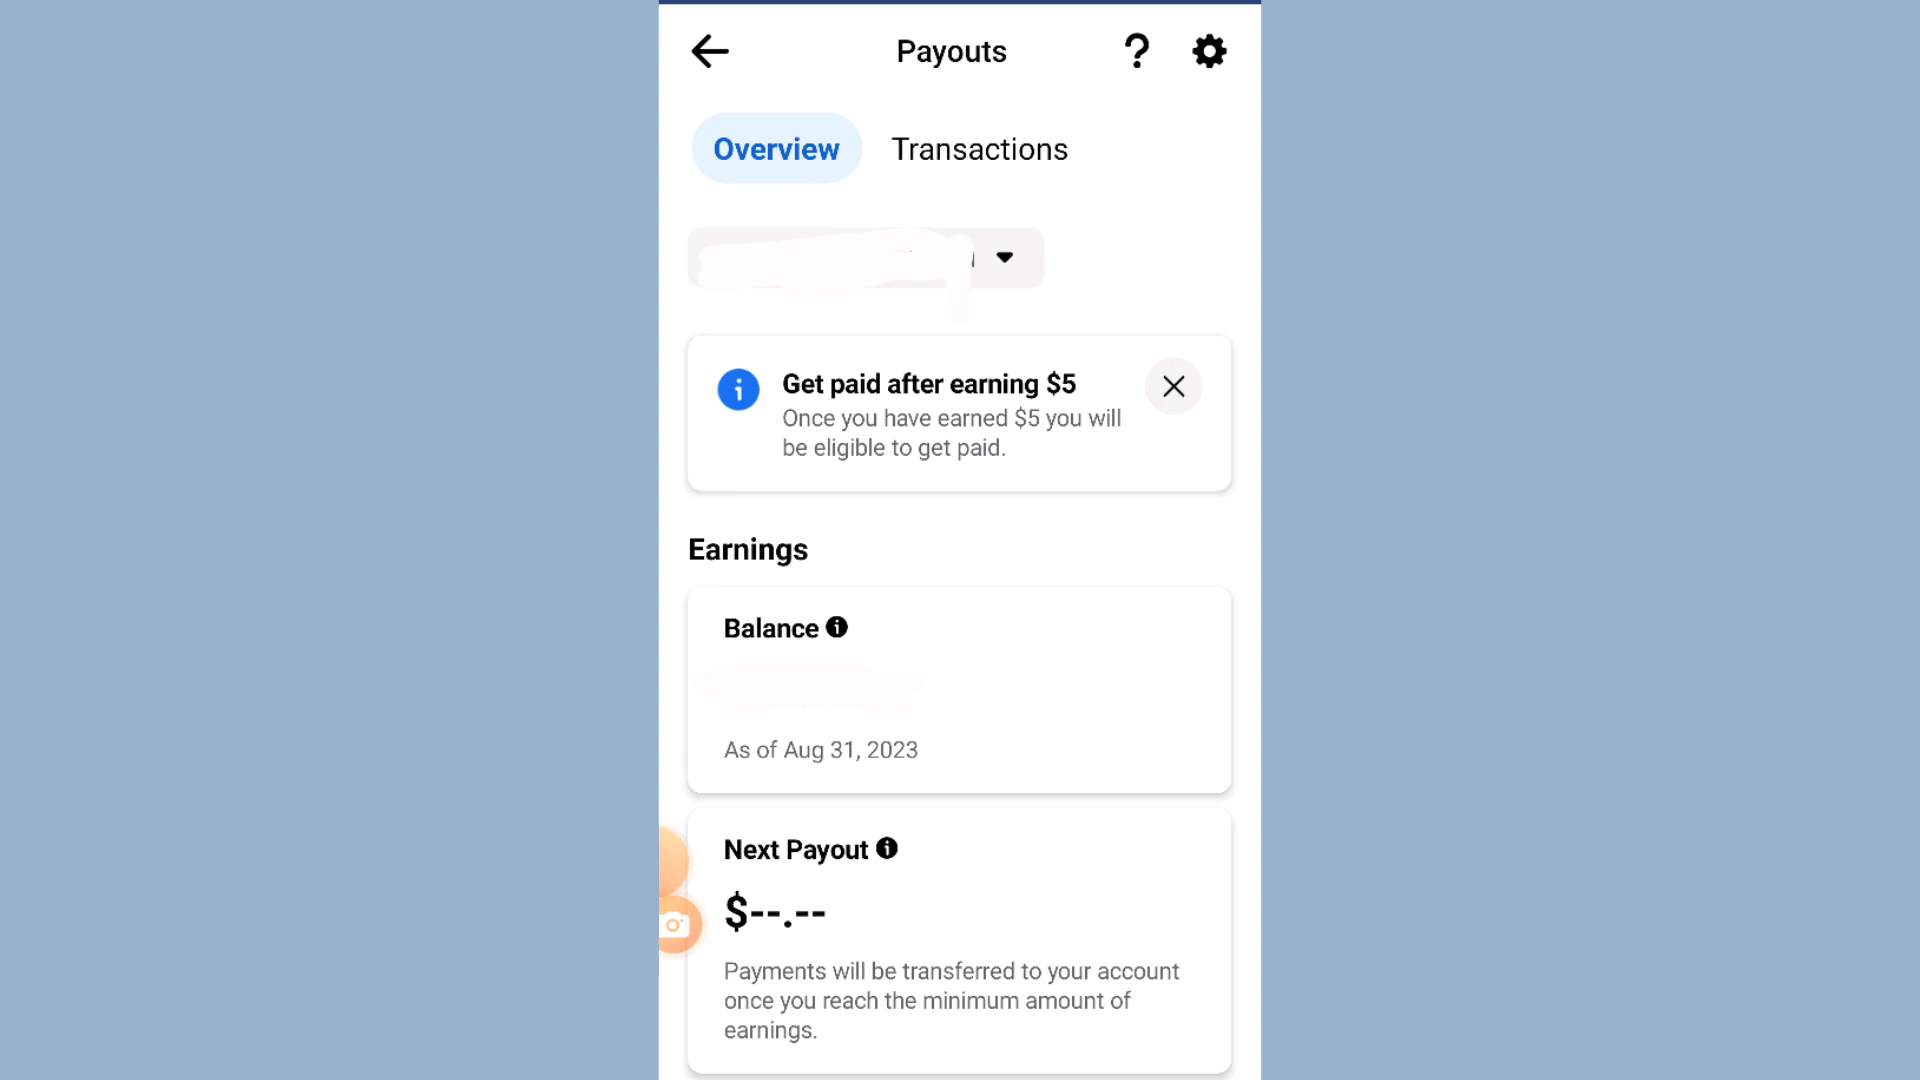 Payouts
Overview
Transactions
Get paid after earning $5
Once you have earned $5 you will
be eligible to get paid.
Earnings
Balance
As of Aug 31, 2023
Next Payout
$--.--
Payments will be transferred to your account
once you reach the minimum amount of
earnings.